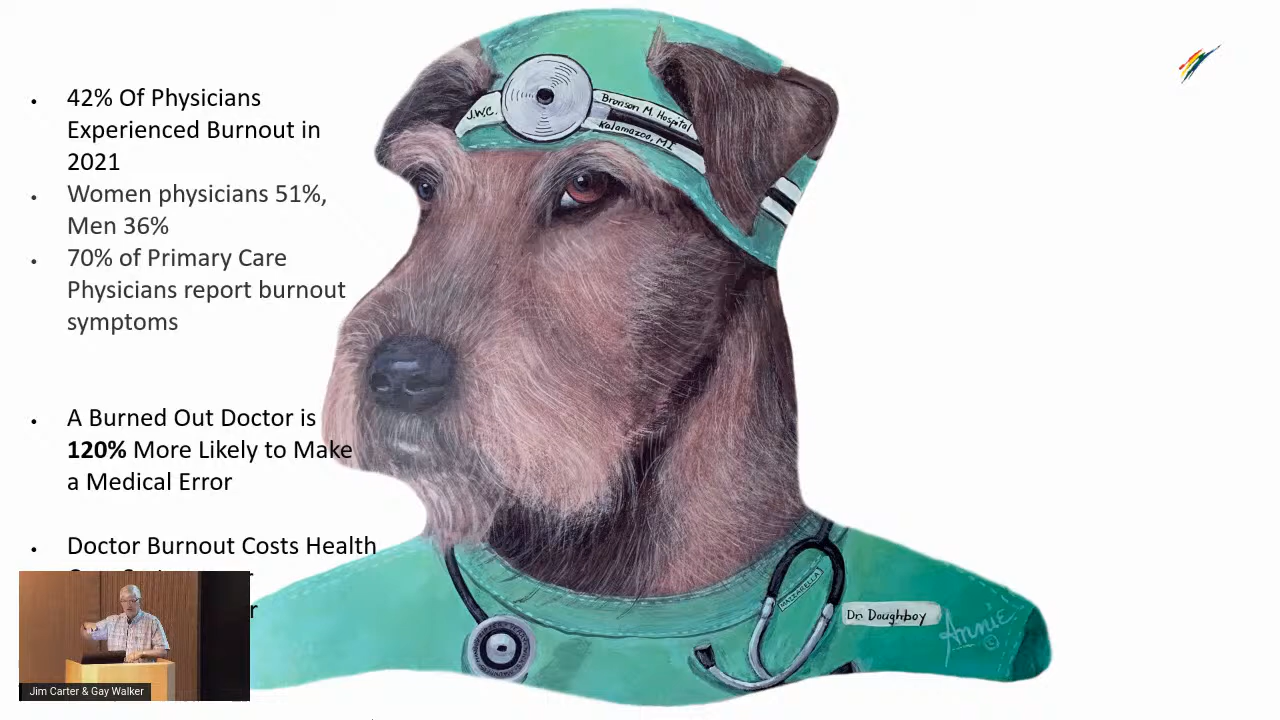 42% Of Physicians
Experienced Burnout in
2021
Women physicians 51%,
Men 36%
70% of Primary Care
Physicians report burnout
symptoms
A Burned Out Doctor is
120% More Likely to Make
a Medical Error
Doctor Burnout Costs Health
J.W.C.
Bronson M. Hospital
Kalamazoo, MI
MAZZARELLA
Dr. Doughboy
Annie ©
Jim Carter & Gay Walker